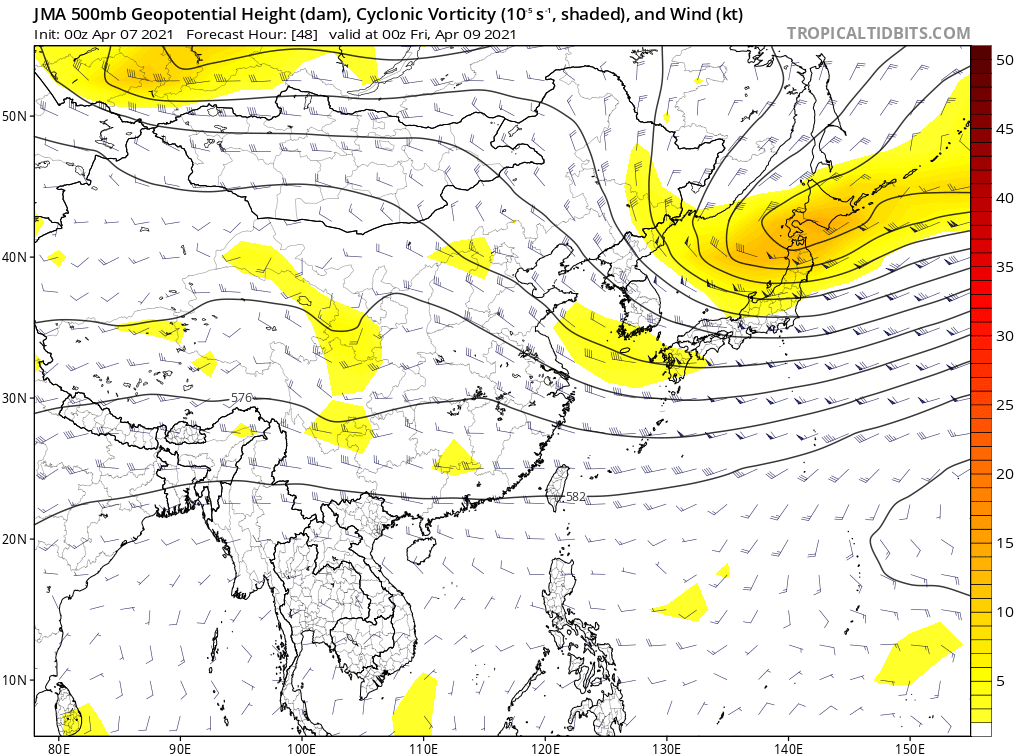 JMA 500mb Geopotential Height (dam), Cyclonic Vorticity (10⁻⁵ s⁻¹, shaded), and Wind (kt)
Init: 00z Apr 07 2021 Forecast Hour: [48] valid at 00z Fri, Apr 09 2021
TROPICALTIDBITS.COM
50
50N
45
40
40N
35
30
576
30N
25
582
20
20N
15
10
10N
5
80E 90E 100E 110E 120E 130E 140E 150E